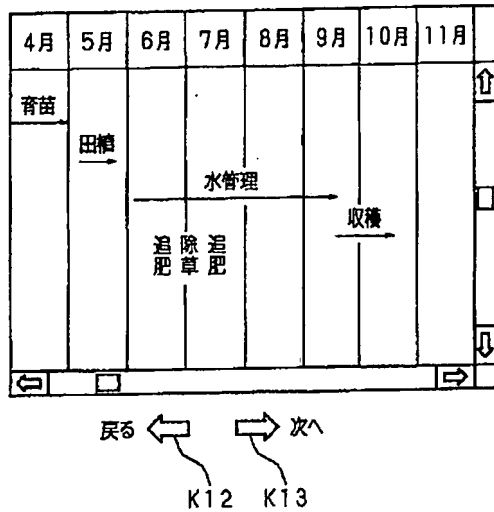 4月 5月 6月 7月 8月 9月 10月 11月
育苗
田植
水管理
収穫
追肥 除草 追肥
戻る 次へ
K12 K13